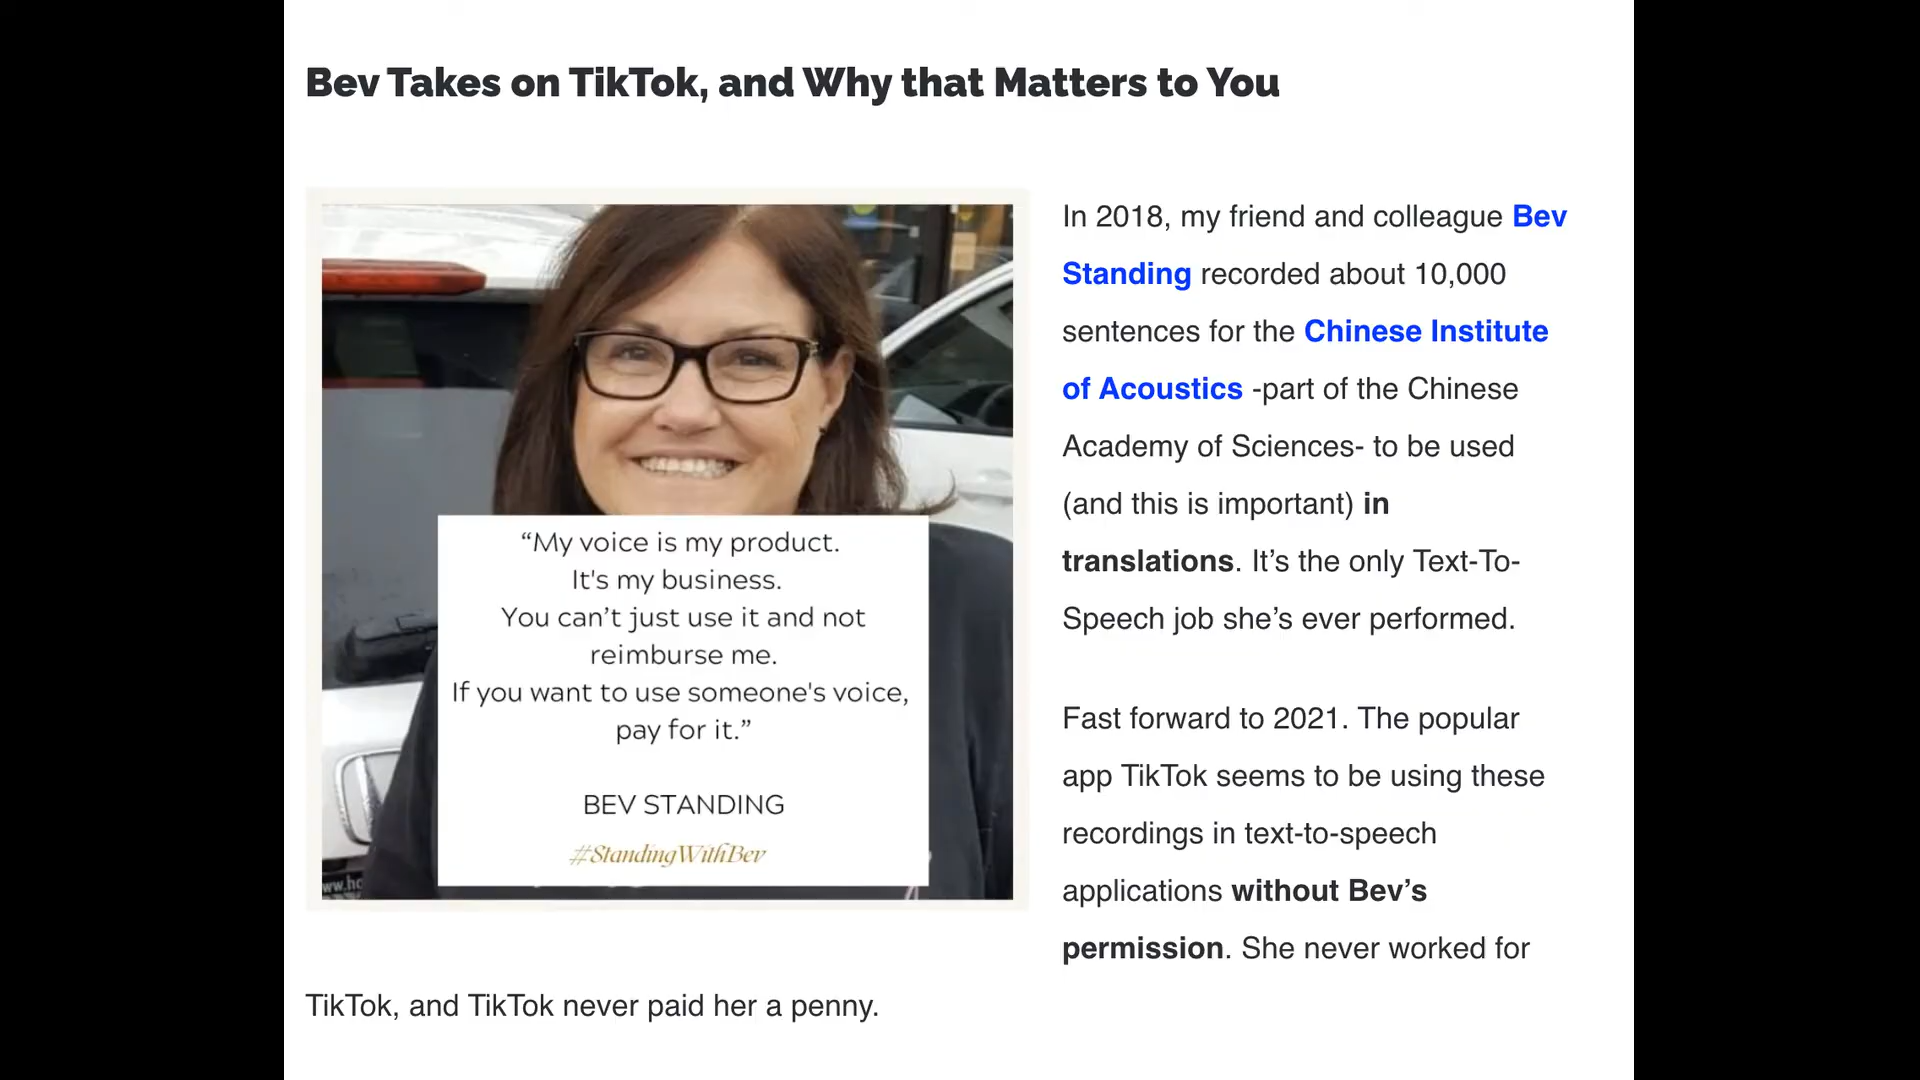 Bev Takes on TikTok, and Why that Matters to You
“My voice is my product.
It's my business.
You can’t just use it and not
reimburse me.
If you want to use someone's voice,
pay for it.”
BEV STANDING
#StandingWithBev
In 2018, my friend and colleague Bev
Standing recorded about 10,000
sentences for the Chinese Institute
of Acoustics -part of the Chinese
Academy of Sciences- to be used
(and this is important) in
translations. It’s the only Text-To-
Speech job she’s ever performed.
Fast forward to 2021. The popular
app TikTok seems to be using these
recordings in text-to-speech
applications without Bev’s
permission. She never worked for
TikTok, and TikTok never paid her a penny.